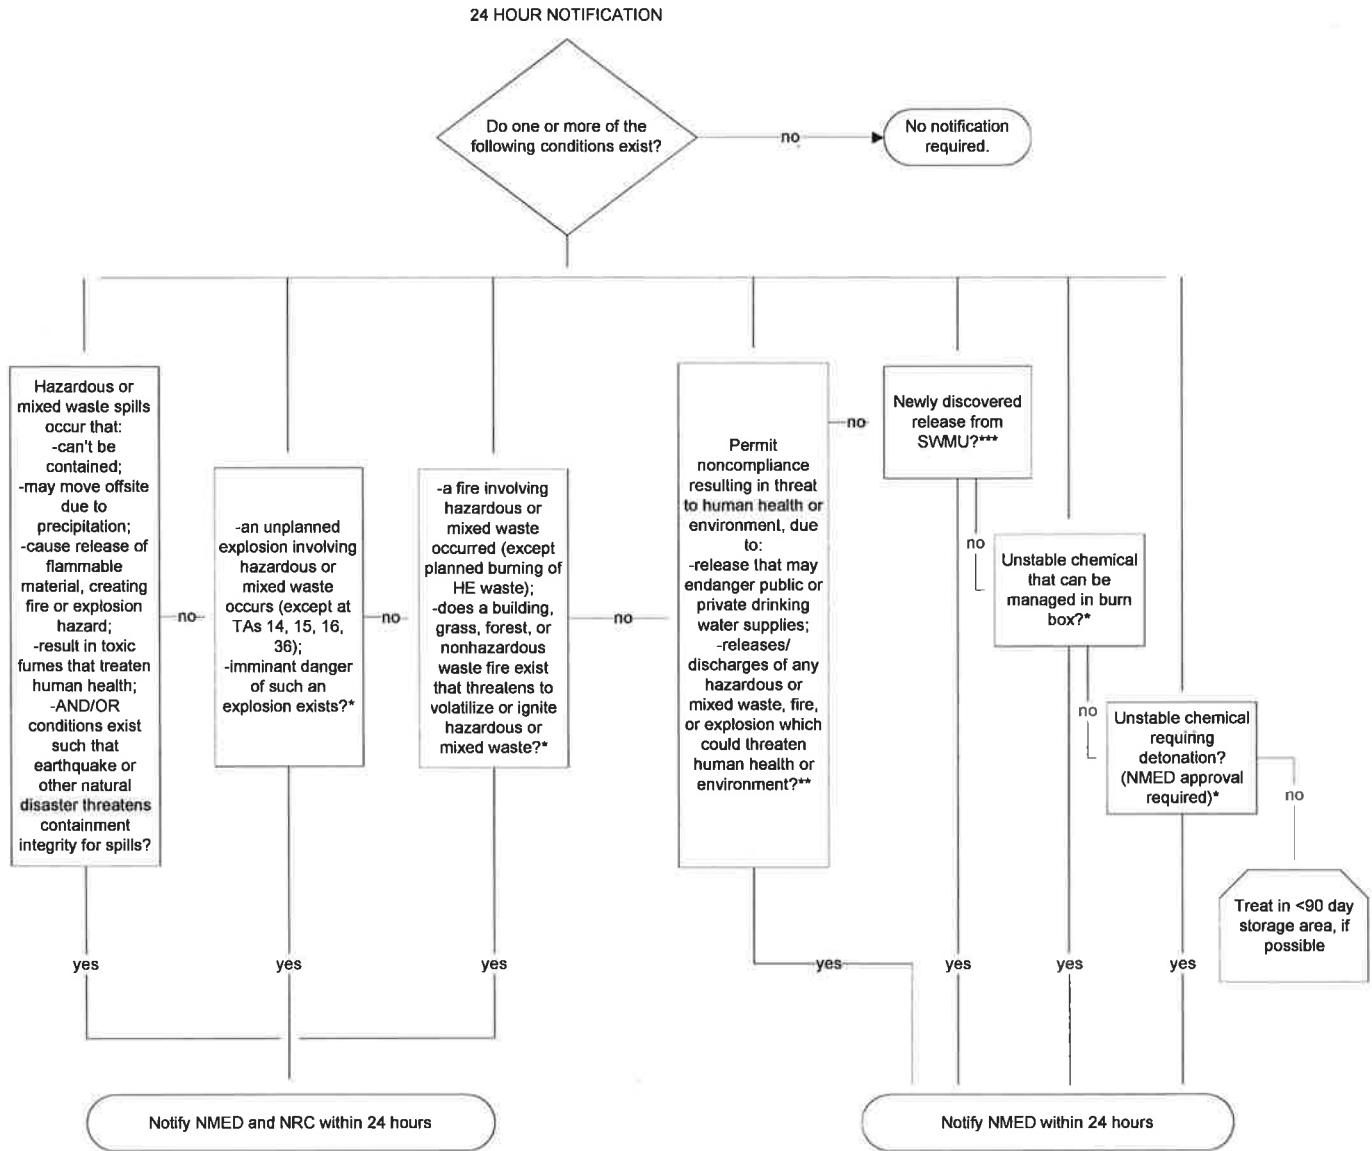 24 HOUR NOTIFICATION
Do one or more of the
following conditions exist?
no
No notification
required.
Hazardous or
mixed waste spills
occur that:
-can't be
contained;
-may move offsite
due to
precipitation;
-cause release of
flammable
material, creating
fire or explosion
hazard;
-result in toxic
fumes that treaten
human health;
-AND/OR
conditions exist
such that
earthquake or
other natural
disaster threatens
containment
integrity for spills?
no
-an unplanned
explosion involving
hazardous or
mixed waste
occurs (except at
TAs 14, 15, 16,
36);
-imminant danger
of such an
explosion exists?*
no
-a fire involving
hazardous or
mixed waste
occurred (except
planned burning of
HE waste);
-does a building,
grass, forest, or
nonhazardous
waste fire exist
that threatens to
volatilize or ignite
hazardous or
mixed waste?*
no
Permit
noncompliance
resulting in threat
to human health or
environment, due
to:
-release that may
endanger public or
private drinking
water supplies;
-releases/
discharges of any
hazardous or
mixed waste, fire,
or explosion which
could threaten
human health or
environment?**
no
Newly discovered
release from
SWMU?***
no
Unstable chemical
that can be
managed in burn
box?*
no
Unstable chemical
requiring
detonation?
(NMED approval
required)*
no
Treat in <90 day
storage area, if
possible
yes
yes
yes
yes
yes
yes
yes
Notify NMED and NRC within 24 hours
Notify NMED within 24 hours